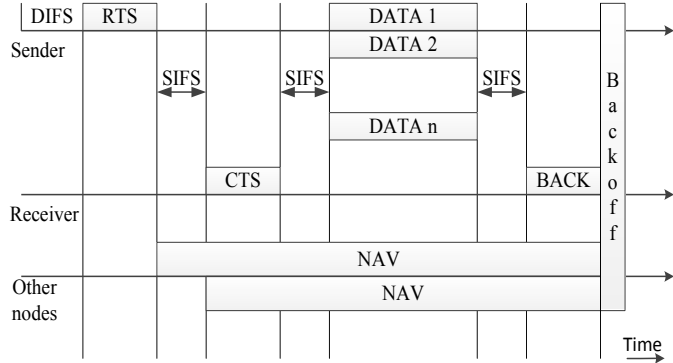 DIFS RTS DATA 1
Sender DATA 2
SIFS SIFS SIFS
DATA n
CTS BACK
Receiver
NAV
Other
nodes
NAV
Backoff
Time